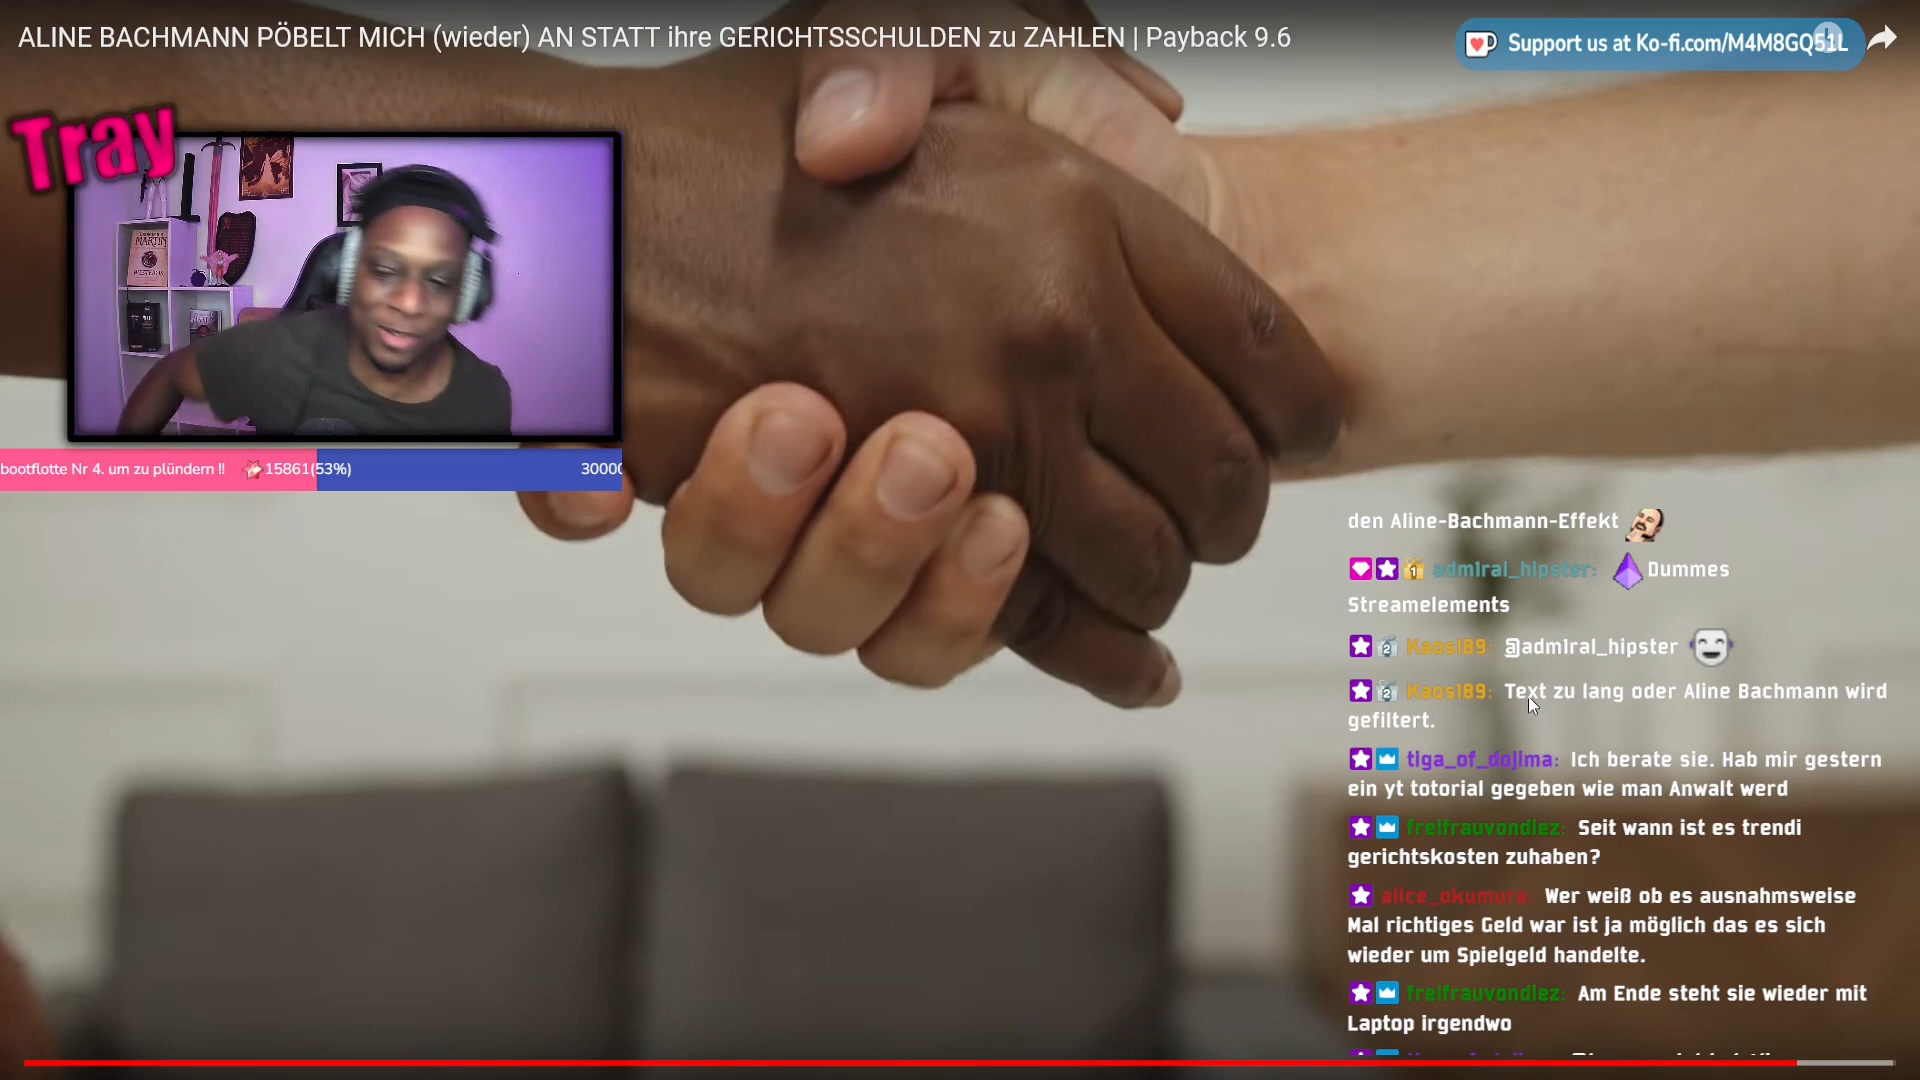 ALINE BACHMANN PÖBELT MICH (wieder) AN STATT ihre GERICHTSSCHULDEN zu ZAHLEN | Payback 9.6
Support us at Ko-fi.com/M4M8GQ51L
Tray
MARTIN
WESTEROS
bootflotte Nr 4. um zu plündern !! 15861(53%) 30000
den Aline-Bachmann-Effekt
adm1ral_hipster: Dummes
Streamelements
Kaos189: @adm1ral_hipster
Kaos189: Text zu lang oder Aline Bachmann wird
gefiltert.
tiga_of_dojima: Ich berate sie. Hab mir gestern
ein yt totorial gegeben wie man Anwalt werd
freifrauvondiez: Seit wann ist es trendi
gerichtskosten zuhaben?
alice_okumura: Wer weiß ob es ausnahmsweise
Mal richtiges Geld war ist ja möglich das es sich
wieder um Spielgeld handelte.
freifrauvondiez: Am Ende steht sie wieder mit
Laptop irgendwo